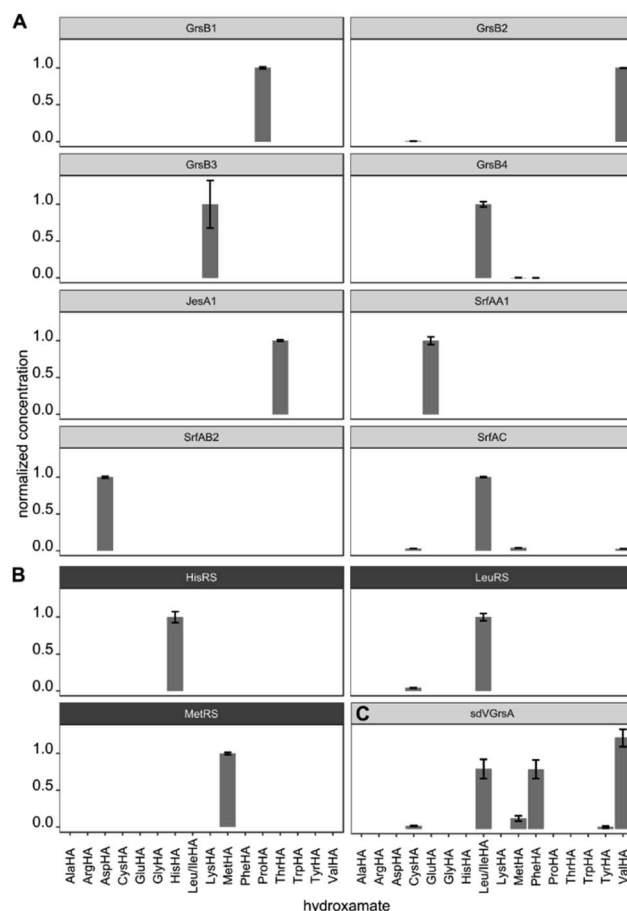 A
GrsB1
GrsB2
1.0
0.5
0.0
GrsB3
GrsB4
1.0
0.5
0.0
JesA1
SrfAA1
1.0
0.5
0.0
SrfAB2
SrfAC
1.0
0.5
0.0
normalized concentration
B
HisRS
LeuRS
1.0
0.5
0.0
MetRS
C
sdVGrsA
1.0
0.5
0.0
AlaHA
ArgHA
AspHA
CysHA
GluHA
GlyHA
HisHA
Leu/IleHA
LysHA
MetHA
PheHA
ProHA
ThrHA
TrpHA
TyrHA
ValHA
AlaHA
ArgHA
AspHA
CysHA
GluHA
GlyHA
HisHA
Leu/IleHA
LysHA
MetHA
PheHA
ProHA
ThrHA
TrpHA
TyrHA
ValHA
hydroxamate